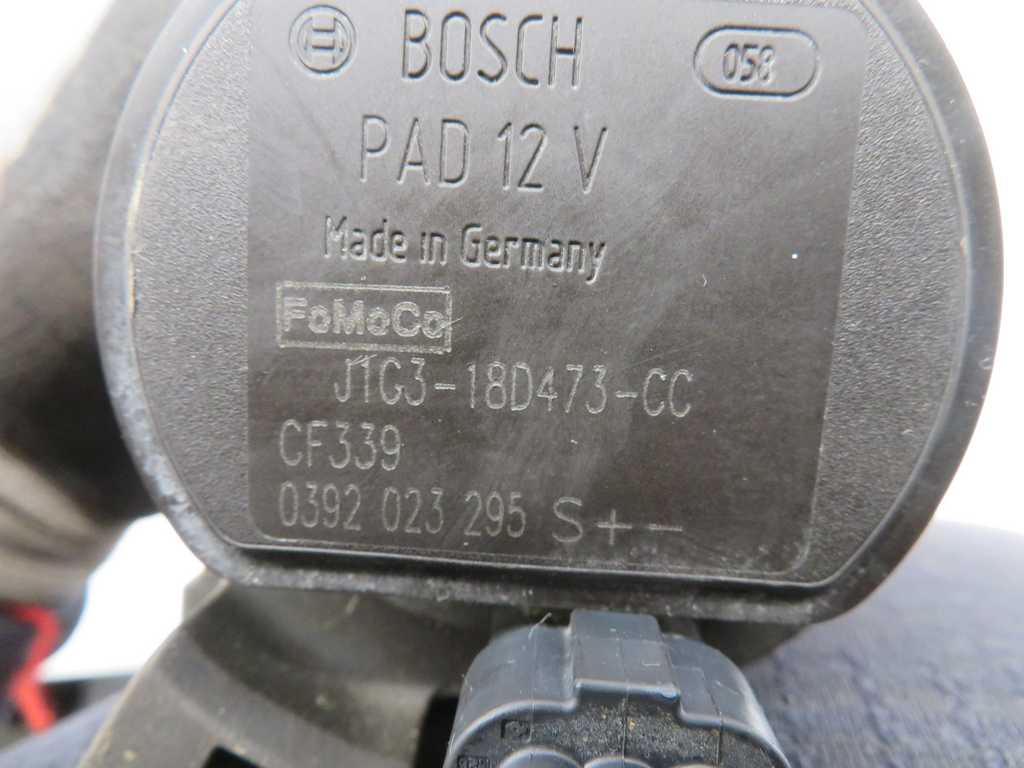 BOSCH 058
PAD 12 V
Made in Germany
FoMoCo
J1G3-18D473-CC
CF339
0392 023 295 S + -